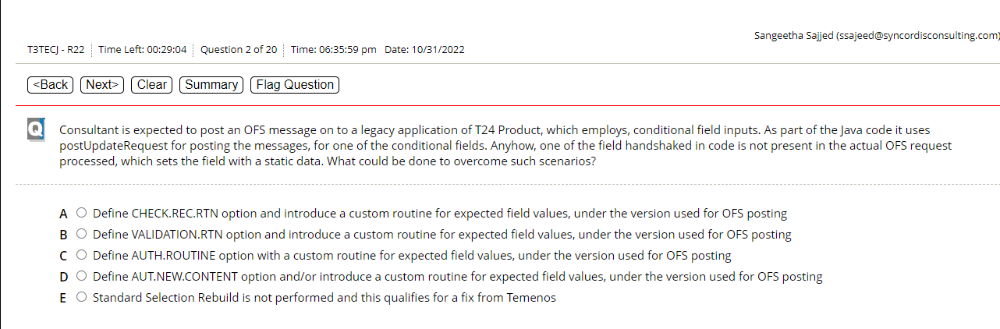 Sangeetha Sajjed (ssajeed@syncordisconsulting.com)
T3TECJ - R22 Time Left: 00:29:04 Question 2 of 20 Time: 06:35:59 pm Date: 10/31/2022
<Back Next> Clear Summary Flag Question
Q Consultant is expected to post an OFS message on to a legacy application of T24 Product, which employs, conditional field inputs. As part of the Java code it uses
postUpdateRequest for posting the messages, for one of the conditional fields. Anyhow, one of the field handshaked in code is not present in the actual OFS request
processed, which sets the field with a static data. What could be done to overcome such scenarios?
A Define CHECK.REC.RTN option and introduce a custom routine for expected field values, under the version used for OFS posting
B Define VALIDATION.RTN option and introduce a custom routine for expected field values, under the version used for OFS posting
C Define AUTH.ROUTINE option with a custom routine for expected field values, under the version used for OFS posting
D Define AUT.NEW.CONTENT option and/or introduce a custom routine for expected field values, under the version used for OFS posting
E Standard Selection Rebuild is not performed and this qualifies for a fix from Temenos